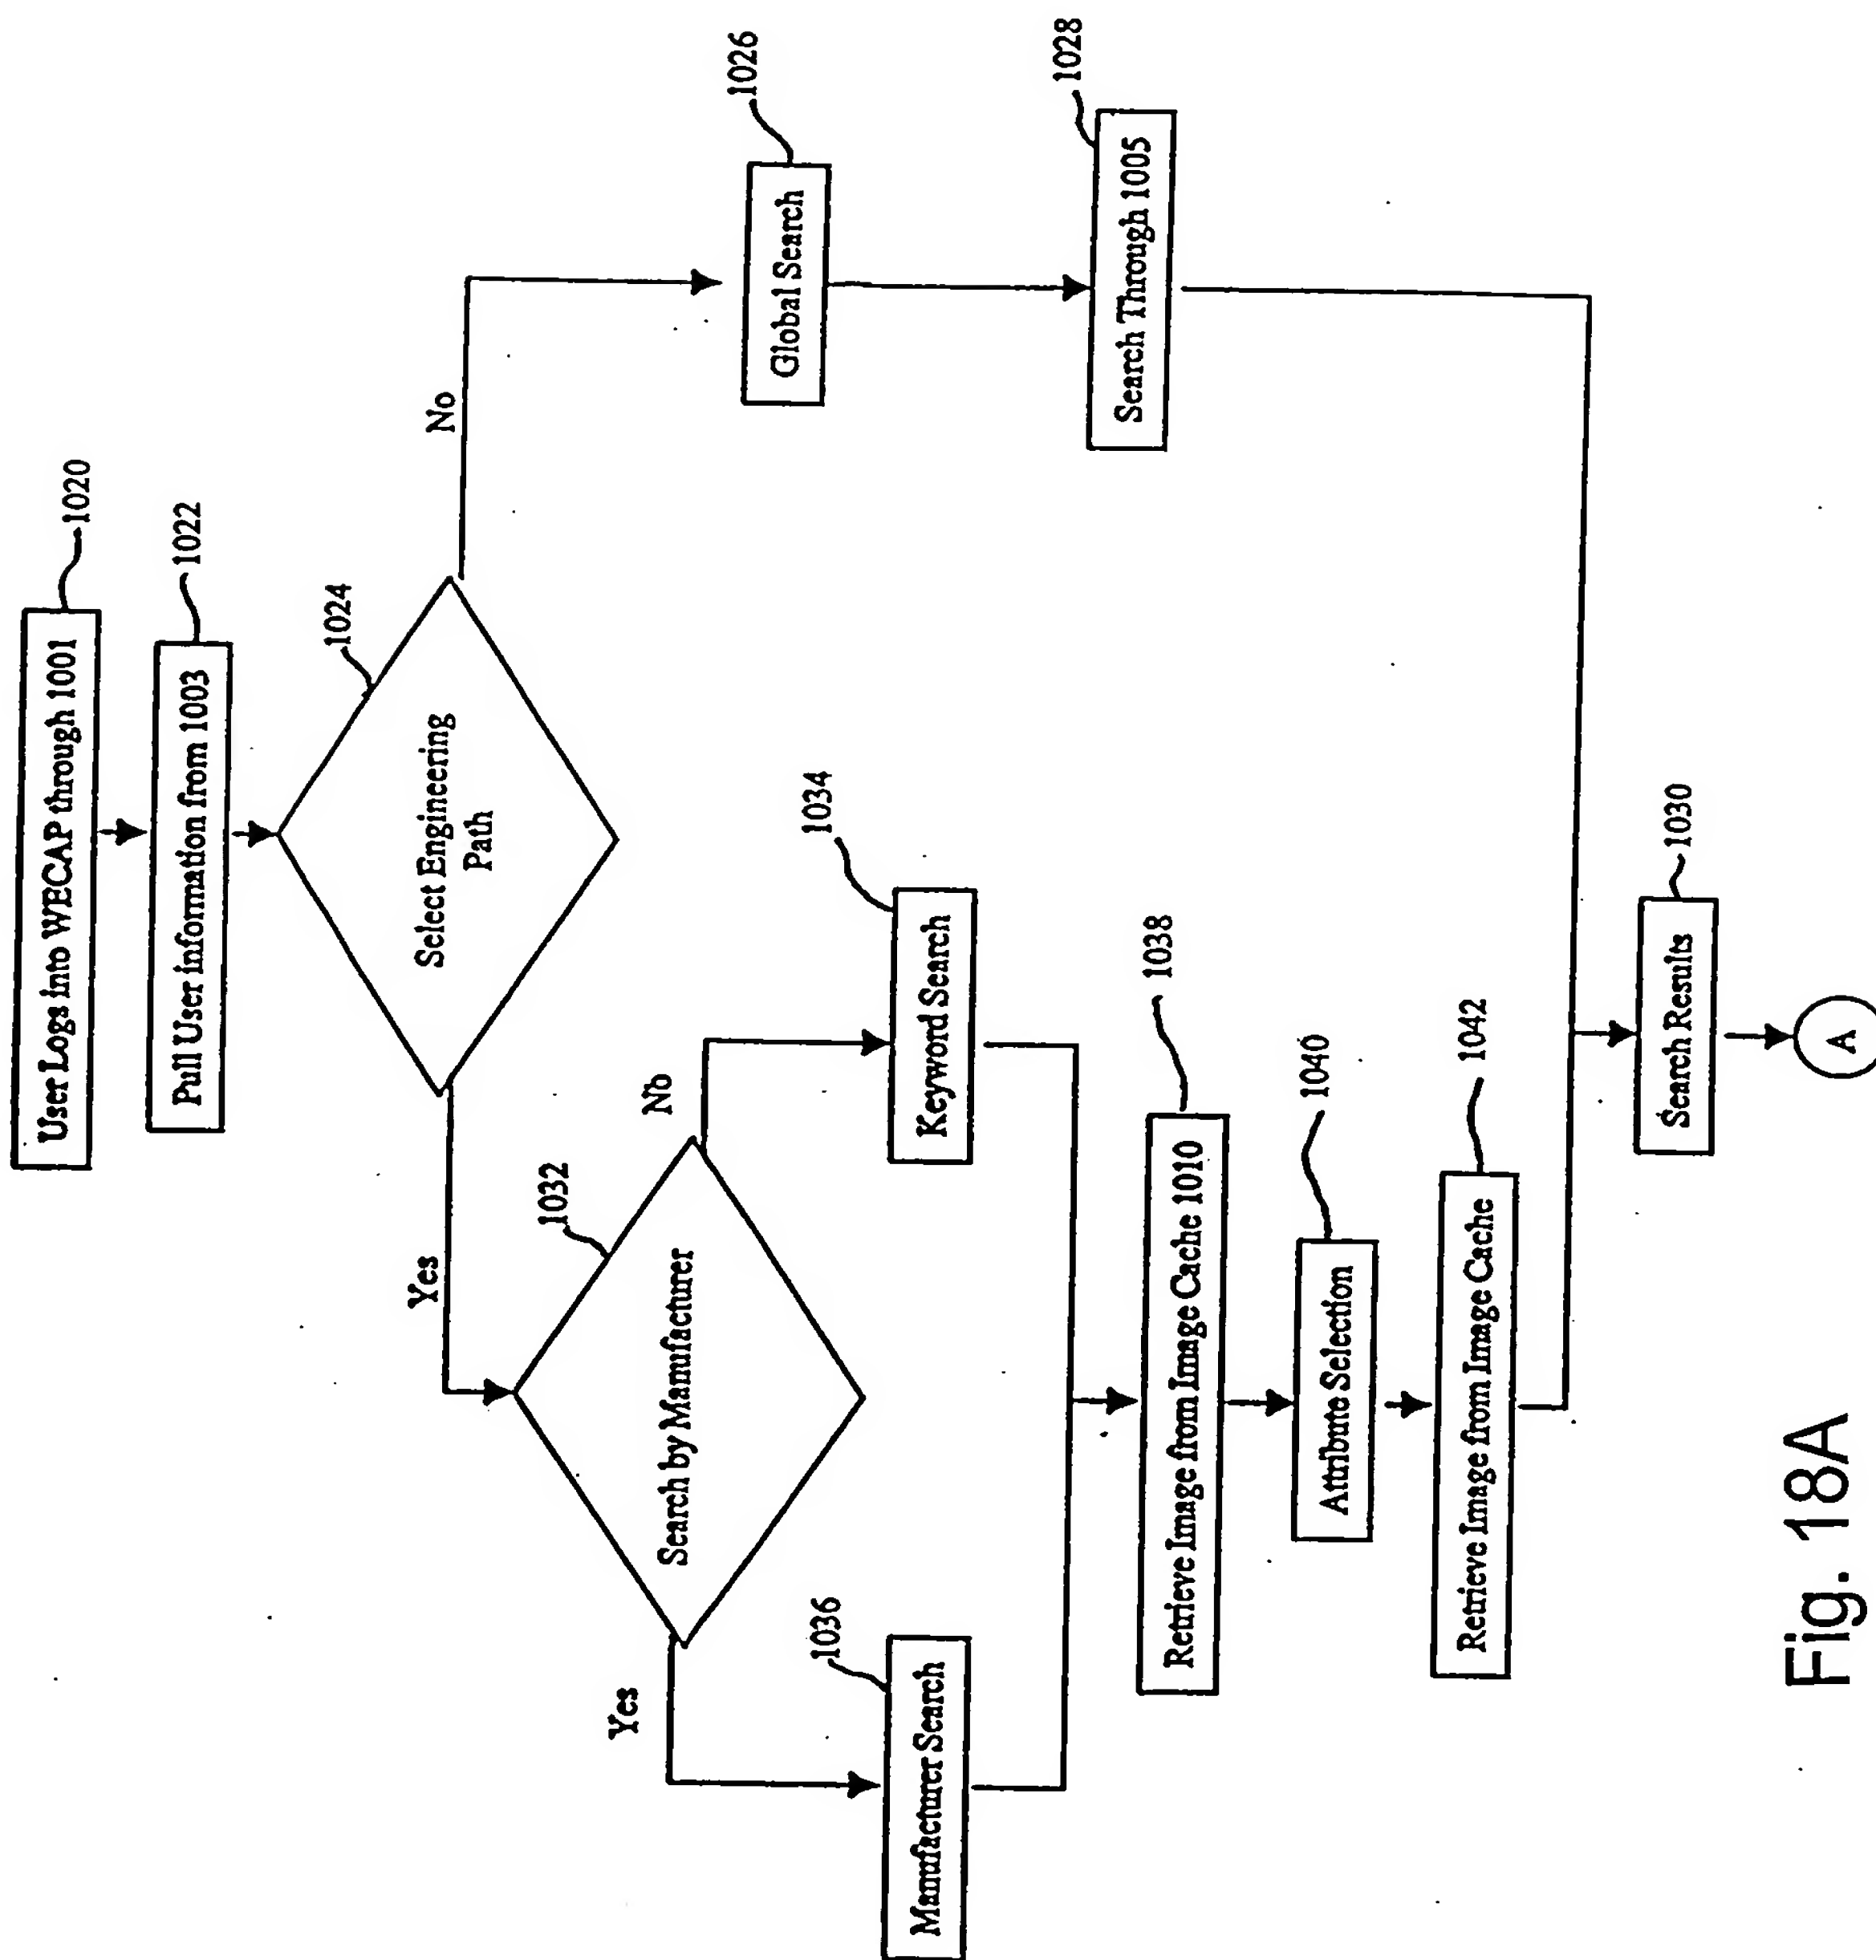 User Logs into WECAP through 1001
1020
Pull User information from 1003
1022
1024
Select Engineering
Path
Yes
No
1032
Search by Manufacturer
Global Search
1026
Yes
No
1036
Manufacturer Search
1034
Keyword Search
Search Through 1005
1028
Retrieve Image from Image Cache 1010
1038
Attribute Selection
1040
Retrieve Image from Image Cache
1042
Search Results
1030
A
Fig. 18A